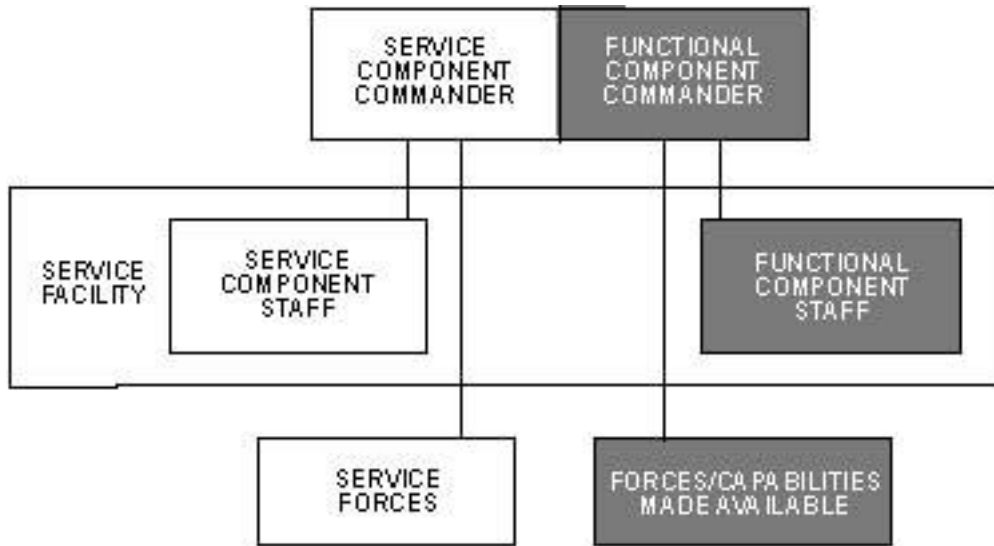 SERVICE
COMPONENT
COMMANDER
FUNCTIONAL
COMPONENT
COMMANDER
SERVICE
FACILITY
SERVICE
COMPONENT
STAFF
FUNCTIONAL
COMPONENT
STAFF
SERVICE
FORCES
FORCES/CAPABILITIES
MADE AVAILABLE